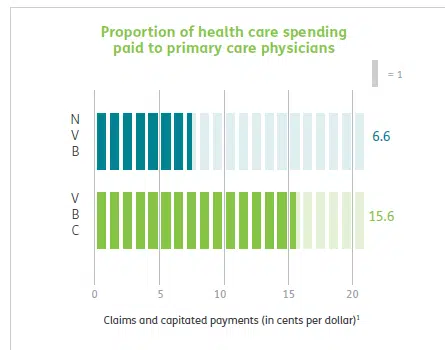 Proportion of health care spending
paid to primary care physicians
= 1
N
V
B
6.6
V
B
C
15.6
0 5 10 15 20
Claims and capitated payments (in cents per dollar)¹